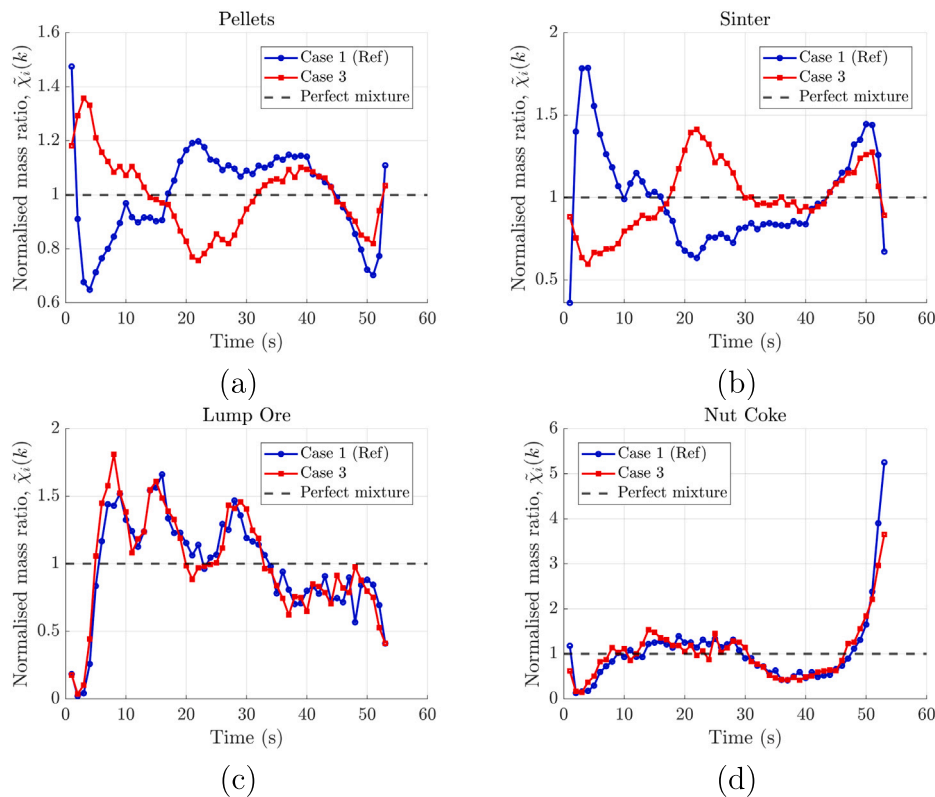 Pellets
Normalised mass ratio, χ̃ᵢ(k)
1.6
1.4
1.2
1
0.8
0.6
0 10 20 30 40 50 60
Time (s)
Case 1 (Ref)
Case 3
Perfect mixture
(a)
Sinter
Normalised mass ratio, χ̃ᵢ(k)
2
1.5
1
0.5
0 10 20 30 40 50 60
Time (s)
Case 1 (Ref)
Case 3
Perfect mixture
(b)
Lump Ore
Normalised mass ratio, χ̃ᵢ(k)
2
1.5
1
0.5
0
0 10 20 30 40 50 60
Time (s)
Case 1 (Ref)
Case 3
Perfect mixture
(c)
Nut Coke
Normalised mass ratio, χ̃ᵢ(k)
6
5
4
3
2
1
0
0 10 20 30 40 50 60
Time (s)
Case 1 (Ref)
Case 3
Perfect mixture
(d)